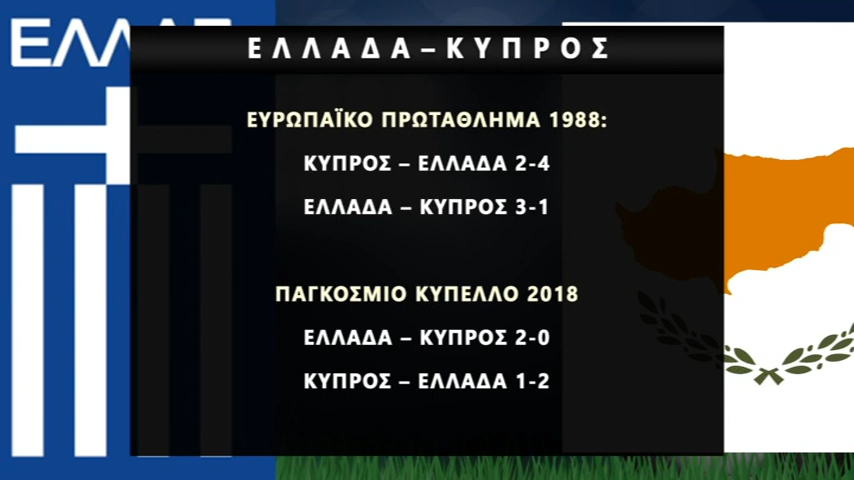 ΕΛΛΑΔΑ–ΚΥΠΡΟΣ
ΕΥΡΩΠΑΪΚΟ ΠΡΩΤΑΘΛΗΜΑ 1988:
ΚΥΠΡΟΣ – ΕΛΛΑΔΑ 2-4
ΕΛΛΑΔΑ – ΚΥΠΡΟΣ 3-1
ΠΑΓΚΟΣΜΙΟ ΚΥΠΕΛΛΟ 2018
ΕΛΛΑΔΑ – ΚΥΠΡΟΣ 2-0
ΚΥΠΡΟΣ – ΕΛΛΑΔΑ 1-2